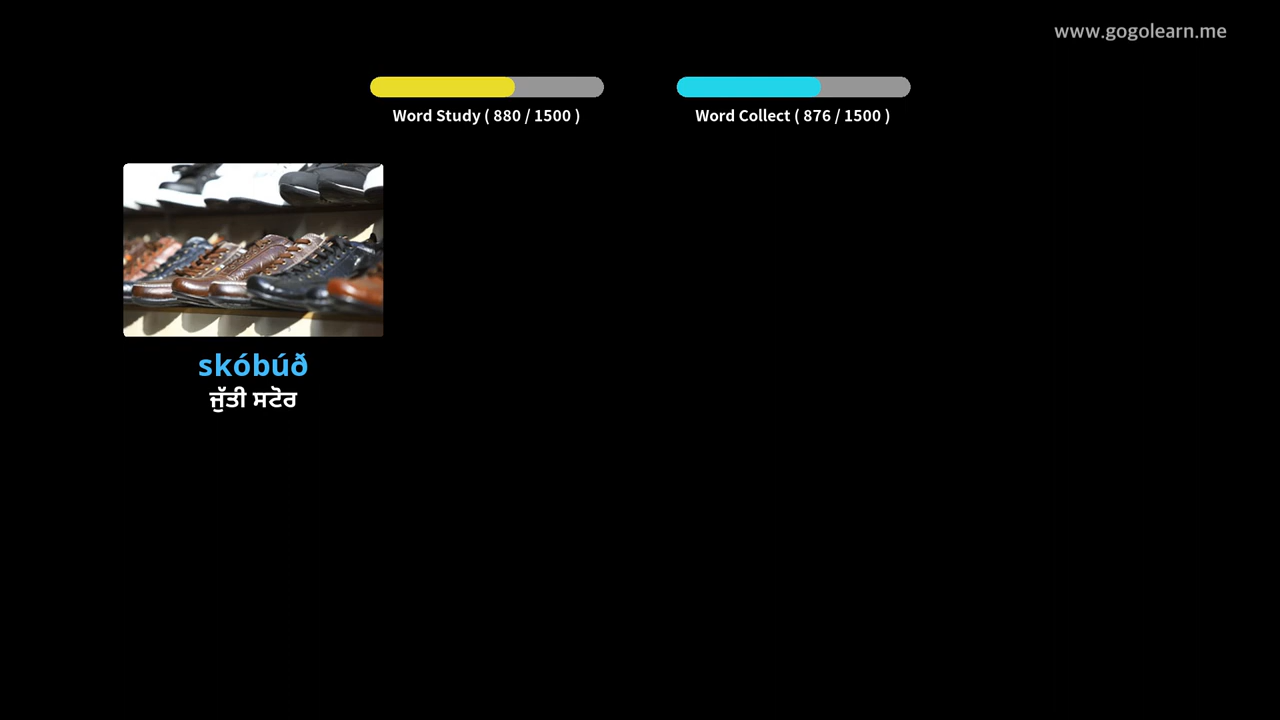 www.gogolearn.me
Word Study ( 880 / 1500 )
Word Collect ( 876 / 1500 )
skóbúð
ਜੁੱਤੀ ਸਟੋਰ